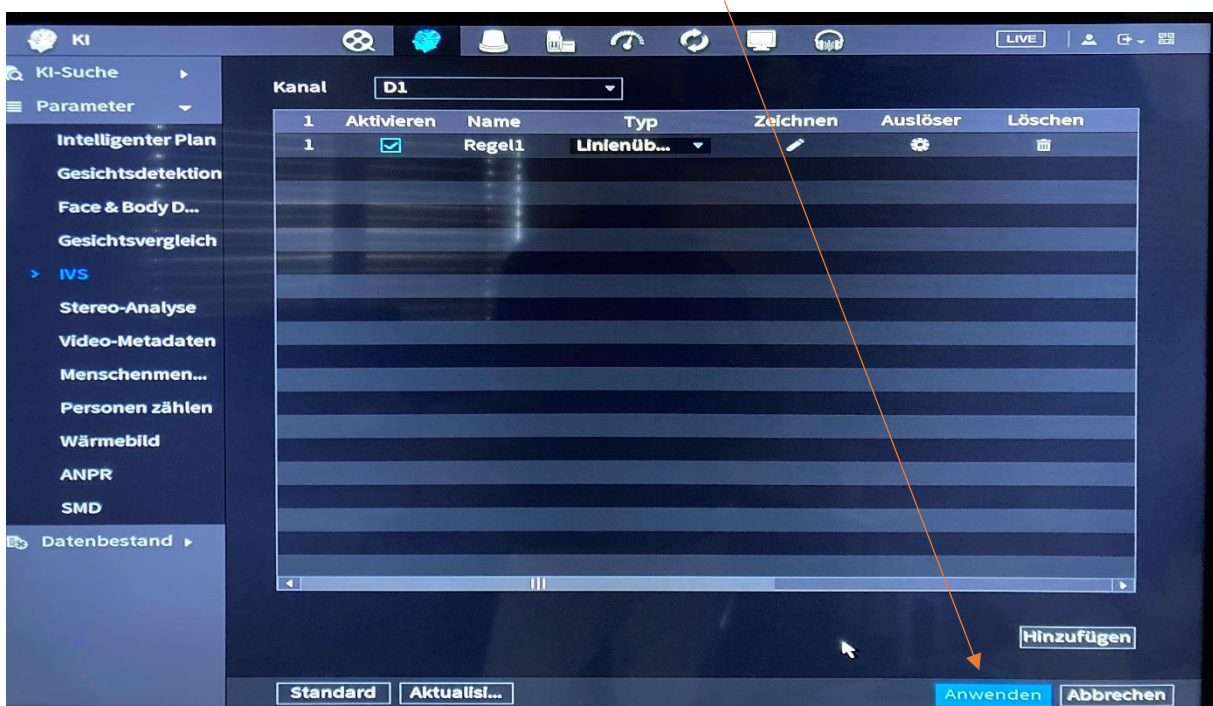 KI
LIVE
KI-Suche
Parameter
Intelligenter Plan
Gesichtsdetektion
Face & Body D...
Gesichtsvergleich
> IVS
Stereo-Analyse
Video-Metadaten
Menschenmen...
Personen zählen
Wärmebild
ANPR
SMD
Datenbestand
Kanal D1
1 Aktivieren Name Typ Zeichnen Auslöser Löschen
1 Regel1 Linienüb...
Hinzufügen
Standard Aktualisi... Anwenden Abbrechen